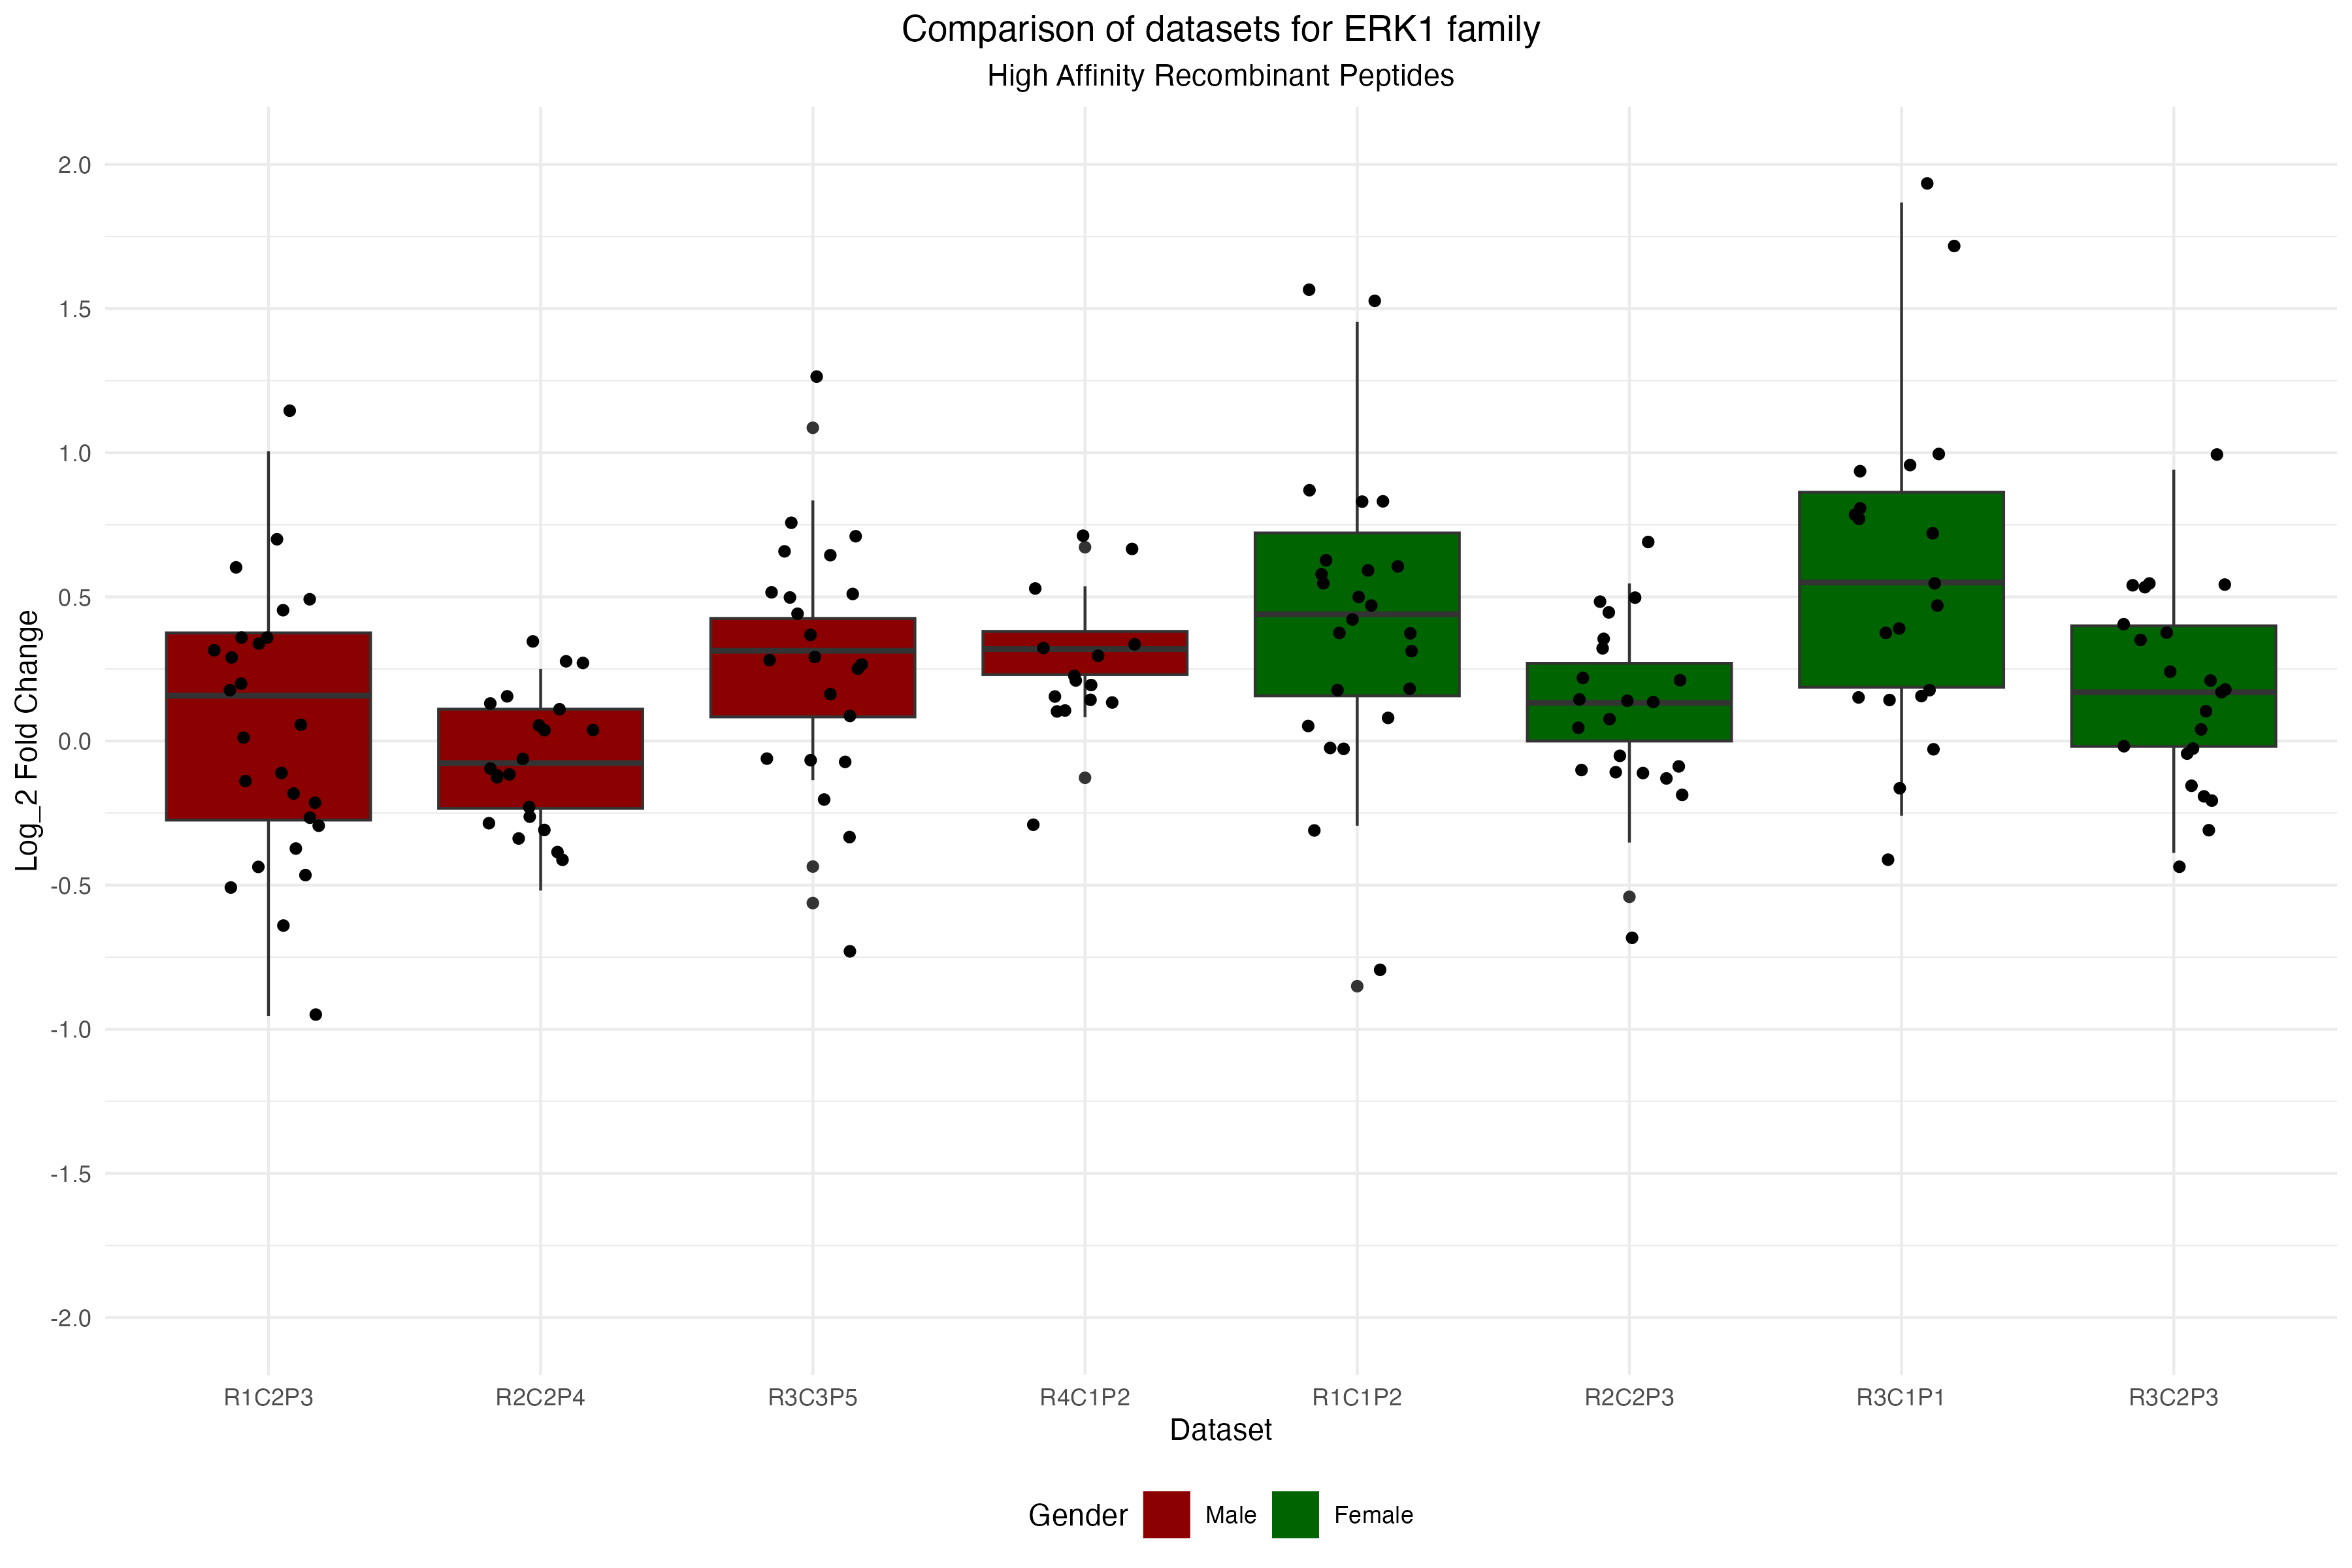 Comparison of datasets for ERK1 family
High Affinity Recombinant Peptides
Log_2 Fold Change
2.0
1.5
1.0
0.5
0.0
-0.5
-1.0
-1.5
-2.0
R1C2P3 R2C2P4 R3C3P5 R4C1P2 R1C1P2 R2C2P3 R3C1P1 R3C2P3
Dataset
Gender Male Female